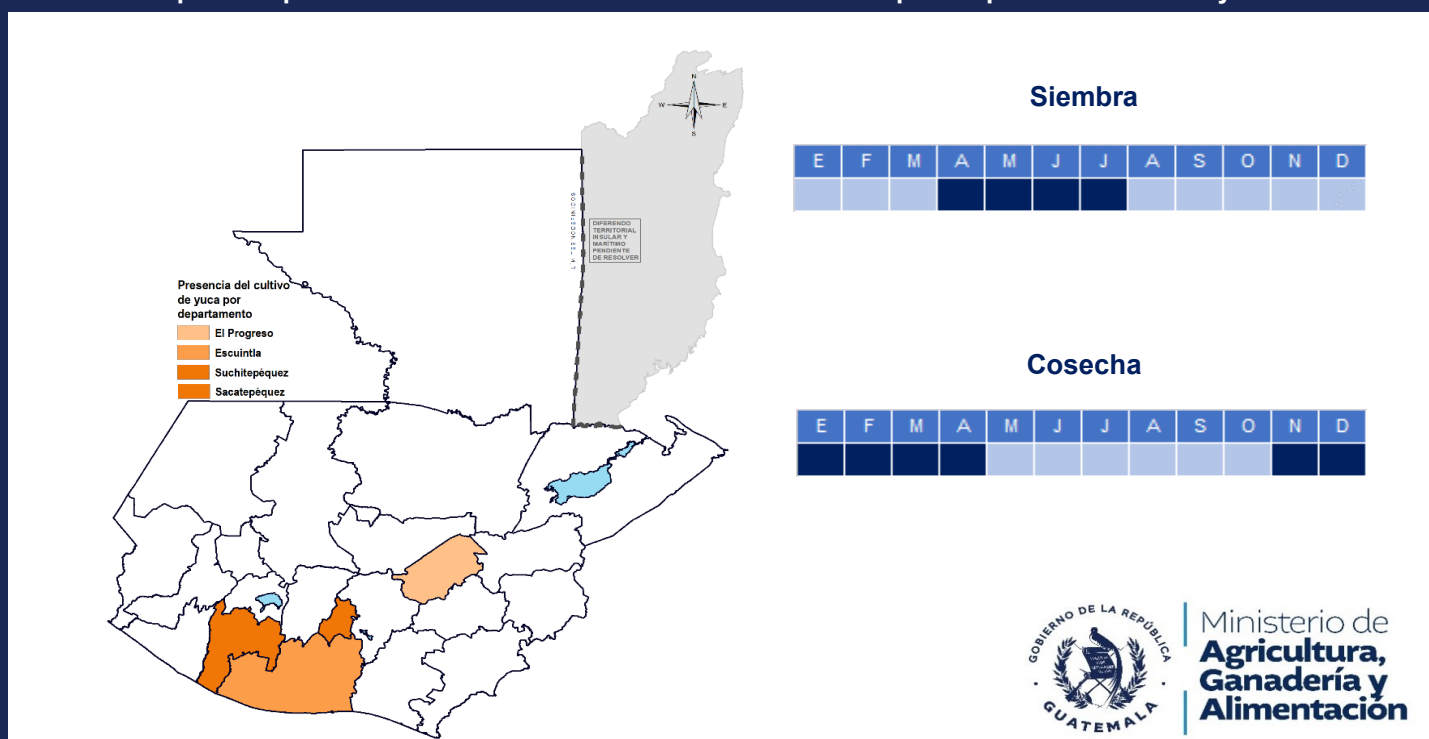 N
W
E
S
Siembra
E F M A M J J A S O N D
DIFERENDO
TERRITORIAL
INSULAR Y
MARÍTIMO
PENDIENTE
DE RESOLVER
Presencia del cultivo
de yuca por
departamento
El Progreso
Escuintla
Suchitepéquez
Sacatepéquez
Cosecha
E F M A M J J A S O N D
GOBIERNO DE LA REPÚBLICA
GUATEMALA
Ministerio de
Agricultura,
Ganadería y
Alimentación